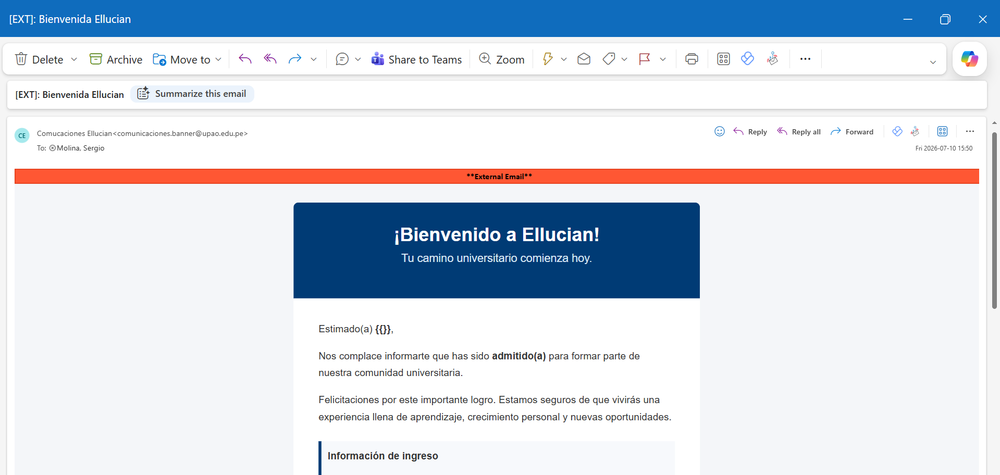 [EXT]: Bienvenida Ellucian
Delete
Archive
Move to
Share to Teams
Zoom
[EXT]: Bienvenida Ellucian
Summarize this email
CE
Comucaciones Ellucian<comunicaciones.banner@upao.edu.pe>
Reply
Reply all
Forward
To: Molina, Sergio
Fri 2026-07-10 15:50
**External Email**
¡Bienvenido a Ellucian!
Tu camino universitario comienza hoy.
Estimado(a) {{}},
Nos complace informarte que has sido admitido(a) para formar parte de
nuestra comunidad universitaria.
Felicitaciones por este importante logro. Estamos seguros de que vivirás una
experiencia llena de aprendizaje, crecimiento personal y nuevas oportunidades.
Información de ingreso